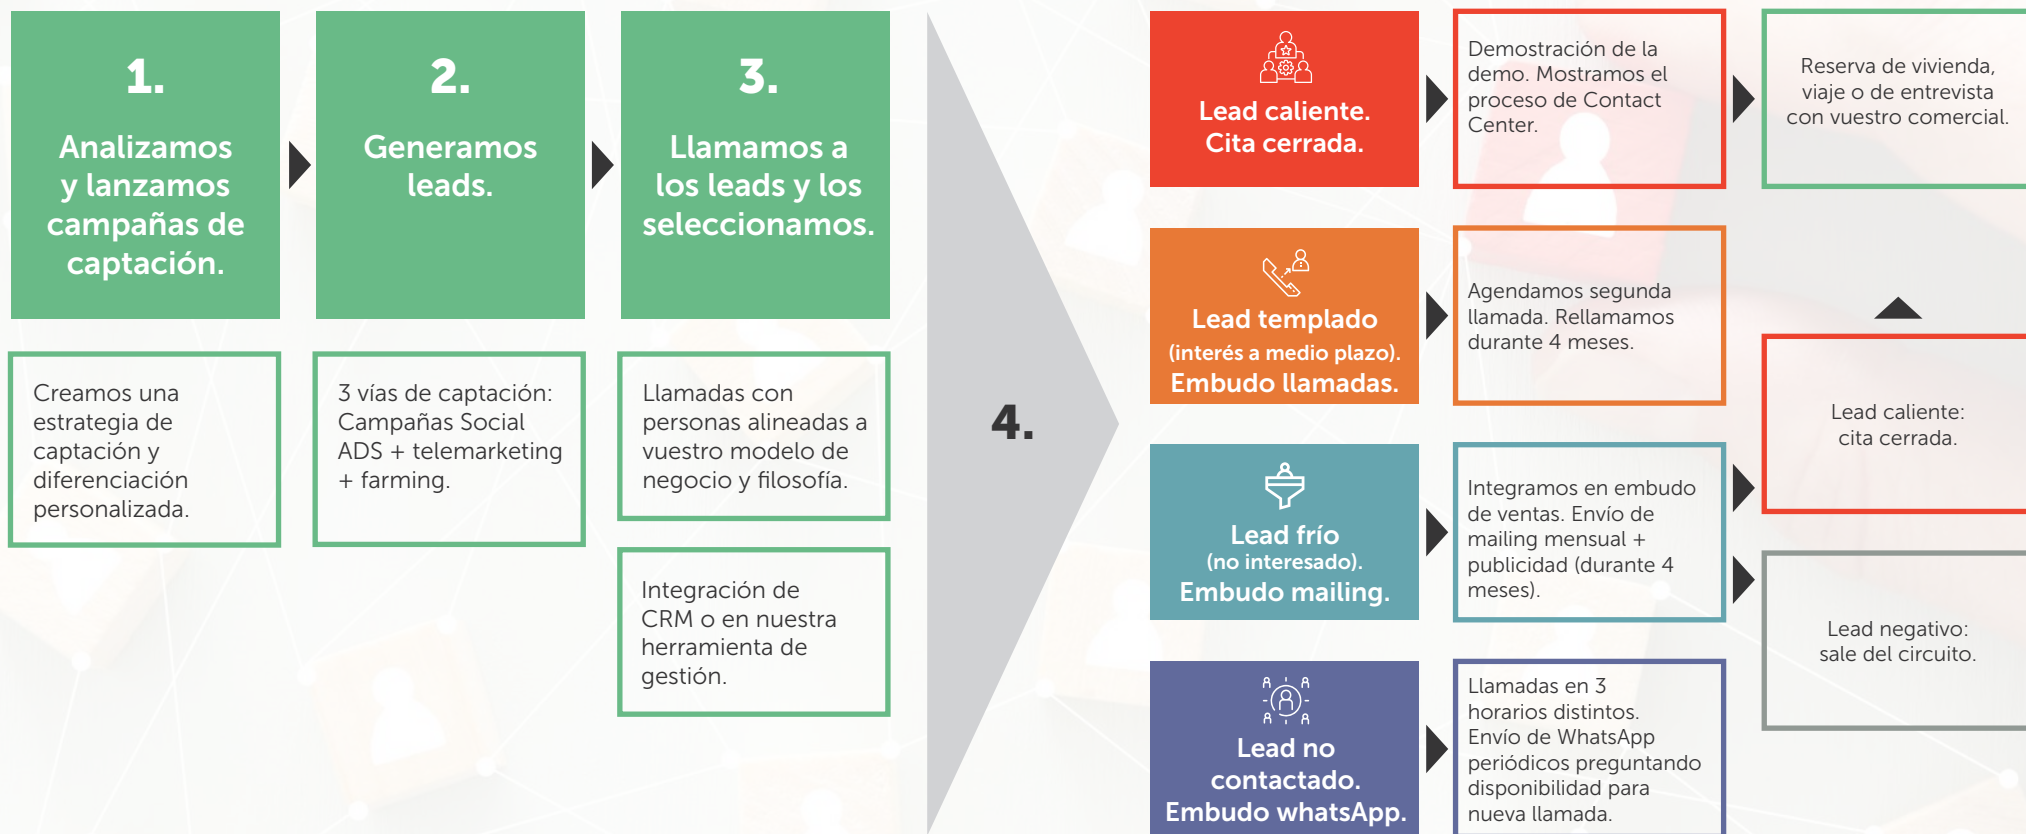 1.
Analizamos
y lanzamos
campañas de
captación.
Creamos una
estrategia de
captación y
diferenciación
personalizada.
2.
Generamos
leads.
3 vías de captación:
Campañas Social
ADS + telemarketing
+ farming.
3.
Llamamos a
los leads y los
seleccionamos.
Llamadas con
personas alineadas a
vuestro modelo de
negocio y filosofía.
Integración de
CRM o en nuestra
herramienta de
gestión.
4.
Lead caliente.
Cita cerrada.
Demostración de la
demo. Mostramos el
proceso de Contact
Center.
Reserva de vivienda,
viaje o de entrevista
con vuestro comercial.
Lead templado
(interés a medio plazo).
Embudo llamadas.
Agendamos segunda
llamada. Rellamamos
durante 4 meses.
Lead frío
(no interesado).
Embudo mailing.
Integramos en embudo
de ventas. Envío de
mailing mensual +
publicidad (durante 4
meses).
Lead caliente:
cita cerrada.
Lead negativo:
sale del circuito.
Lead no
contactado.
Embudo whatsApp.
Llamadas en 3
horarios distintos.
Envío de WhatsApp
periódicos preguntando
disponibilidad para
nueva llamada.